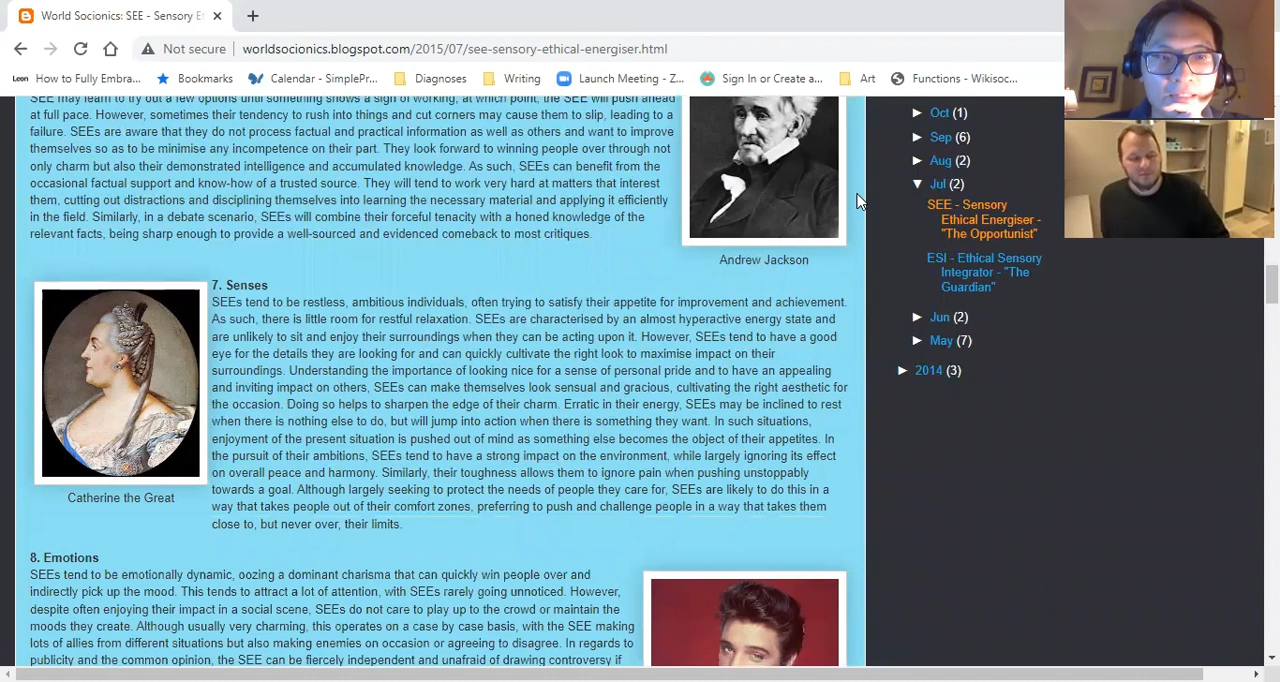 World Socionics: SEE - Sensory E
Not secure
worldsocionics.blogspot.com/2015/07/see-sensory-ethical-energiser.html
Leon How to Fully Embra...
Bookmarks
Calendar - SimplePr...
Diagnoses
Writing
Launch Meeting - Z...
Sign In or Create a...
Art
Functions - Wikisoc...
SEE may learn to try out a few options until something shows a sign of working, at which point, the SEE will push ahead
at full pace. However, sometimes their tendency to rush into things and cut corners may cause them to slip, leading to a
failure. SEEs are aware that they do not process factual and practical information as well as others and want to improve
themselves so as to be minimise any incompetence on their part. They look forward to winning people over through not
only charm but also their demonstrated intelligence and accumulated knowledge. As such, SEEs can benefit from the
occasional factual support and know-how of a trusted source. They will tend to work very hard at matters that interest
them, cutting out distractions and disciplining themselves into learning the necessary material and applying it efficiently
in the field. Similarly, in a debate scenario, SEEs will combine their forceful tenacity with a honed knowledge of the
relevant facts, being sharp enough to provide a well-sourced and evidenced comeback to most critiques.
Andrew Jackson
7. Senses
SEEs tend to be restless, ambitious individuals, often trying to satisfy their appetite for improvement and achievement.
As such, there is little room for restful relaxation. SEEs are characterised by an almost hyperactive energy state and
are unlikely to sit and enjoy their surroundings when they can be acting upon it. However, SEEs tend to have a good
eye for the details they are looking for and can quickly cultivate the right look to maximise impact on their
surroundings. Understanding the importance of looking nice for a sense of personal pride and to have an appealing
and inviting impact on others, SEEs can make themselves look sensual and gracious, cultivating the right aesthetic for
the occasion. Doing so helps to sharpen the edge of their charm. Erratic in their energy, SEEs may be inclined to rest
when there is nothing else to do, but will jump into action when there is something they want. In such situations,
enjoyment of the present situation is pushed out of mind as something else becomes the object of their appetites. In
the pursuit of their ambitions, SEEs tend to have a strong impact on the environment, while largely ignoring its effect
on overall peace and harmony. Similarly, their toughness allows them to ignore pain when pushing unstoppably
towards a goal. Although largely seeking to protect the needs of people they care for, SEEs are likely to do this in a
way that takes people out of their comfort zones, preferring to push and challenge people in a way that takes them
close to, but never over, their limits.
Catherine the Great
8. Emotions
SEEs tend to be emotionally dynamic, oozing a dominant charisma that can quickly win people over and
indirectly pick up the mood. This tends to attract a lot of attention, with SEEs rarely going unnoticed. However,
despite often enjoying their impact in a social scene, SEEs do not care to play up to the crowd or maintain the
moods they create. Although usually very charming, this operates on a case by case basis, with the SEE making
lots of allies from different situations but also making enemies on occasion or agreeing to disagree. In regards to
publicity and the common opinion, the SEE can be fiercely independent and unafraid of drawing controversy if
► Oct (1)
► Sep (6)
► Aug (2)
▼ Jul (2)
SEE - Sensory
Ethical Energiser -
"The Opportunist"
ESI - Ethical Sensory
Integrator - "The
Guardian"
► Jun (2)
► May (7)
► 2014 (3)